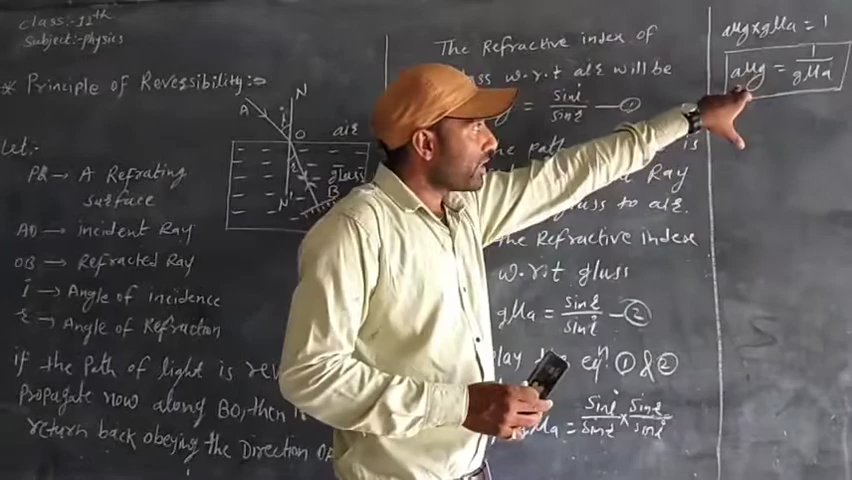 class:- 12th
Subject:- Physics
* Principle of Reversibility:-
A
N
i
O
air
r
glass
B
N'
Let:-
PQ → A Refrating
surface
AO → incident Ray
OB → Refracted Ray
i → Angle of incidence
r → Angle of Refraction
if the Path of light is
Propagate now along BO, then
return back obeying the Direction
The Refractive index of
w.r.t air will be
= sini/sinr — ①
the path is
Ray
to air.
The Refractive index
w.r.t glass
gμa = sinr/sini — ②
eqn ① & ②
μa = sini/sinr × sinr/sini
aμg × gμa = 1
aμg = 1/gμa